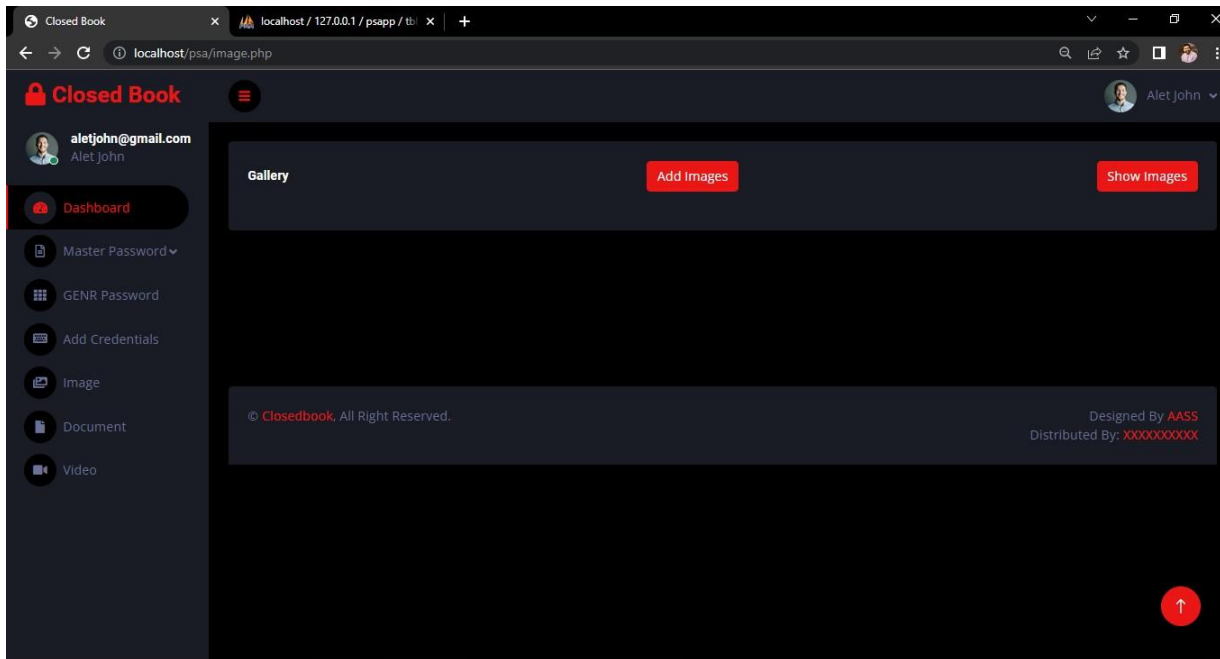 Closed Book
localhost / 127.0.0.1 / psapp / tbl
localhost/psa/image.php
Closed Book
Alet John
aletjohn@gmail.com
Alet John
Gallery
Add Images
Show Images
Dashboard
Master Password
GENR Password
Add Credentials
Image
Document
Video
© Closedbook, All Right Reserved.
Designed By AASS
Distributed By: XXXXXXXXXX